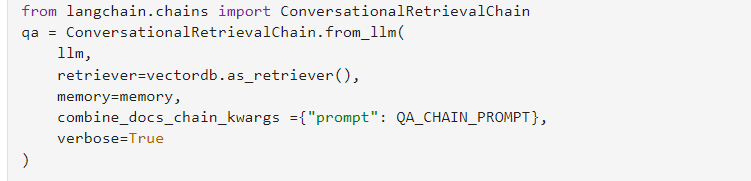 from langchain.chains import ConversationalRetrievalChain
qa = ConversationalRetrievalChain.from_llm(
    llm,
    retriever=vectordb.as_retriever(),
    memory=memory,
    combine_docs_chain_kwargs ={"prompt": QA_CHAIN_PROMPT},
    verbose=True
)